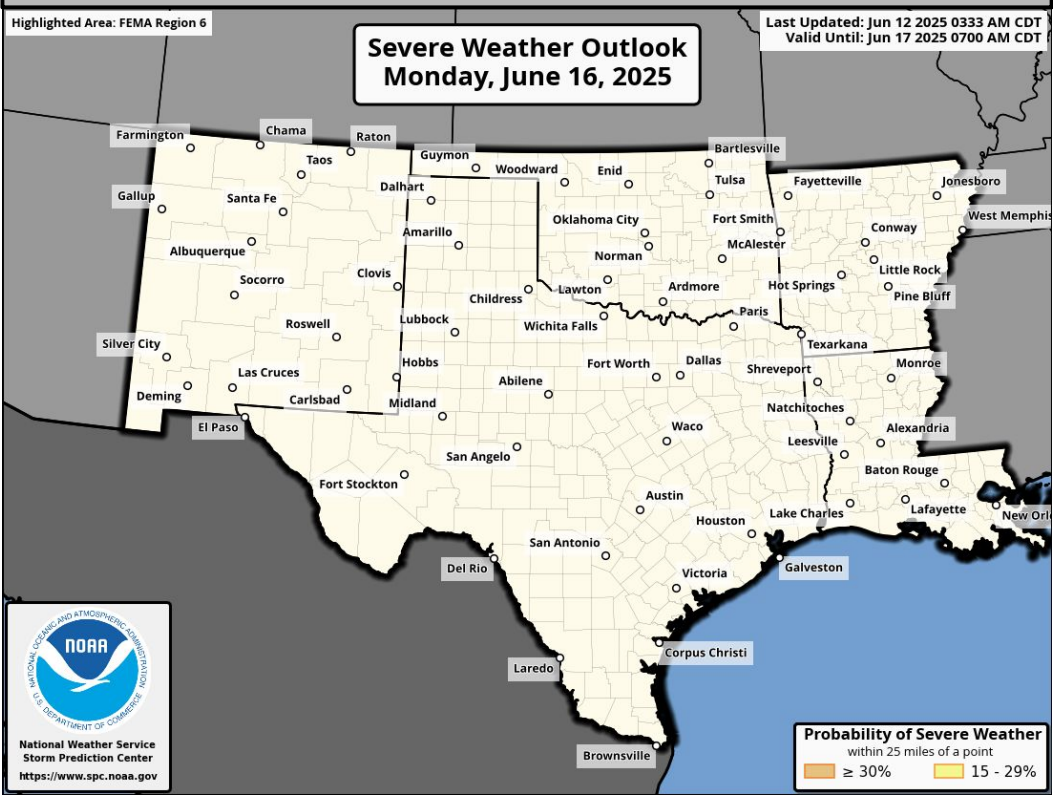 Highlighted Area: FEMA Region 6
Last Updated: Jun 12 2025 0333 AM CDT
Valid Until: Jun 17 2025 0700 AM CDT
Severe Weather Outlook
Monday, June 16, 2025
Farmington
Chama
Raton
Taos
Guymon
Woodward
Enid
Bartlesville
Tulsa
Fayetteville
Jonesboro
Gallup
Santa Fe
Dalhart
Oklahoma City
Fort Smith
West Memphis
Albuquerque
Amarillo
Norman
McAlester
Conway
Socorro
Clovis
Childress
Lawton
Ardmore
Hot Springs
Little Rock
Pine Bluff
Roswell
Lubbock
Wichita Falls
Paris
Texarkana
Silver City
Hobbs
Fort Worth
Dallas
Shreveport
Monroe
Las Cruces
Deming
Carlsbad
Midland
Abilene
Natchitoches
El Paso
San Angelo
Waco
Leesville
Alexandria
Fort Stockton
Baton Rouge
Austin
Houston
Lake Charles
Lafayette
New Orl
San Antonio
Del Rio
Galveston
Victoria
Laredo
Corpus Christi
Brownsville
NATIONAL OCEANIC AND ATMOSPHERIC ADMINISTRATION
NOAA
U.S. DEPARTMENT OF COMMERCE
National Weather Service
Storm Prediction Center
https://www.spc.noaa.gov
Probability of Severe Weather
within 25 miles of a point
≥ 30%
15 - 29%